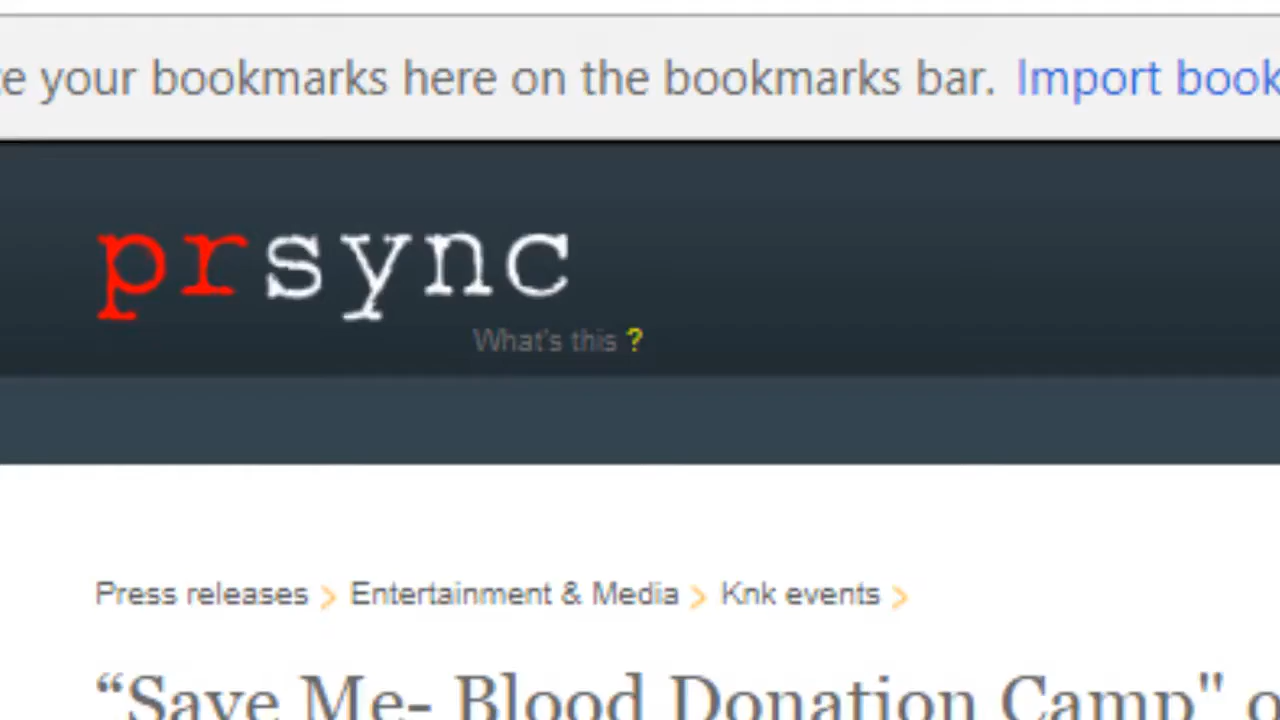 your bookmarks here on the bookmarks bar. Import book
prsync
What's this ?
Press releases > Entertainment & Media > Knk events >
“Save Me- Blood Donation Camp"